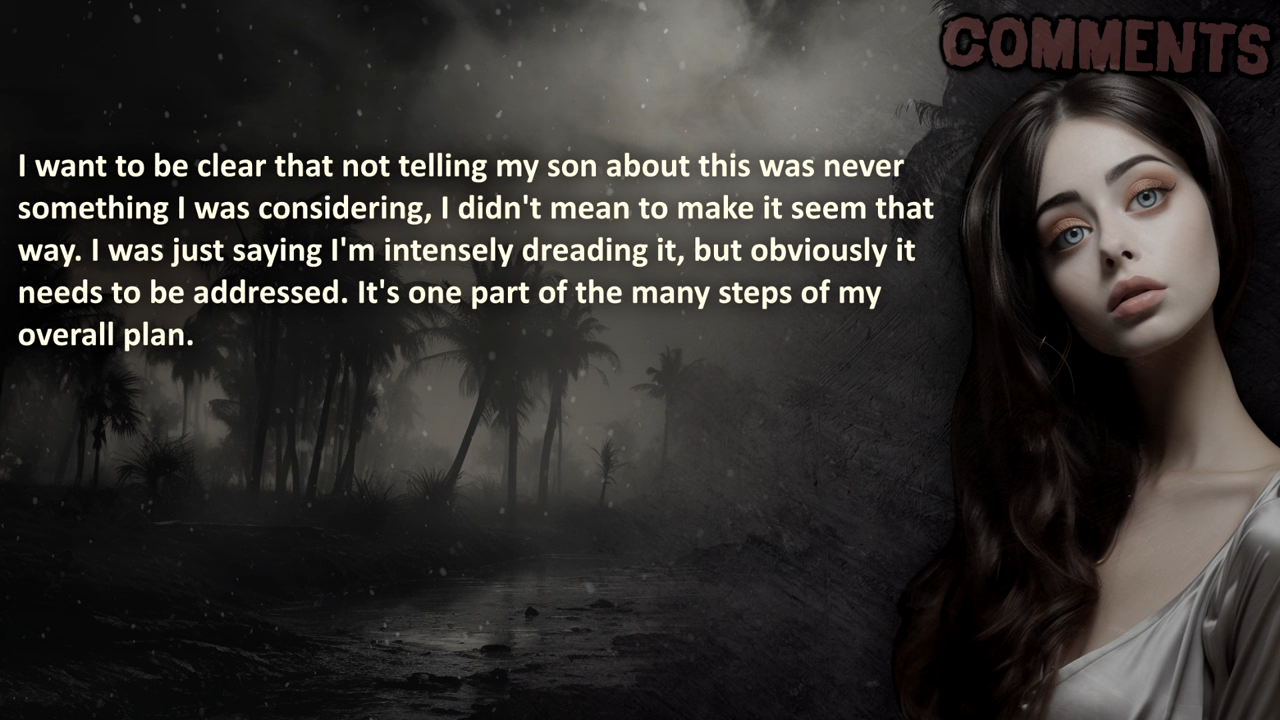 COMMENTS
I want to be clear that not telling my son about this was never
something I was considering, I didn't mean to make it seem that
way. I was just saying I'm intensely dreading it, but obviously it
needs to be addressed. It's one part of the many steps of my
overall plan.